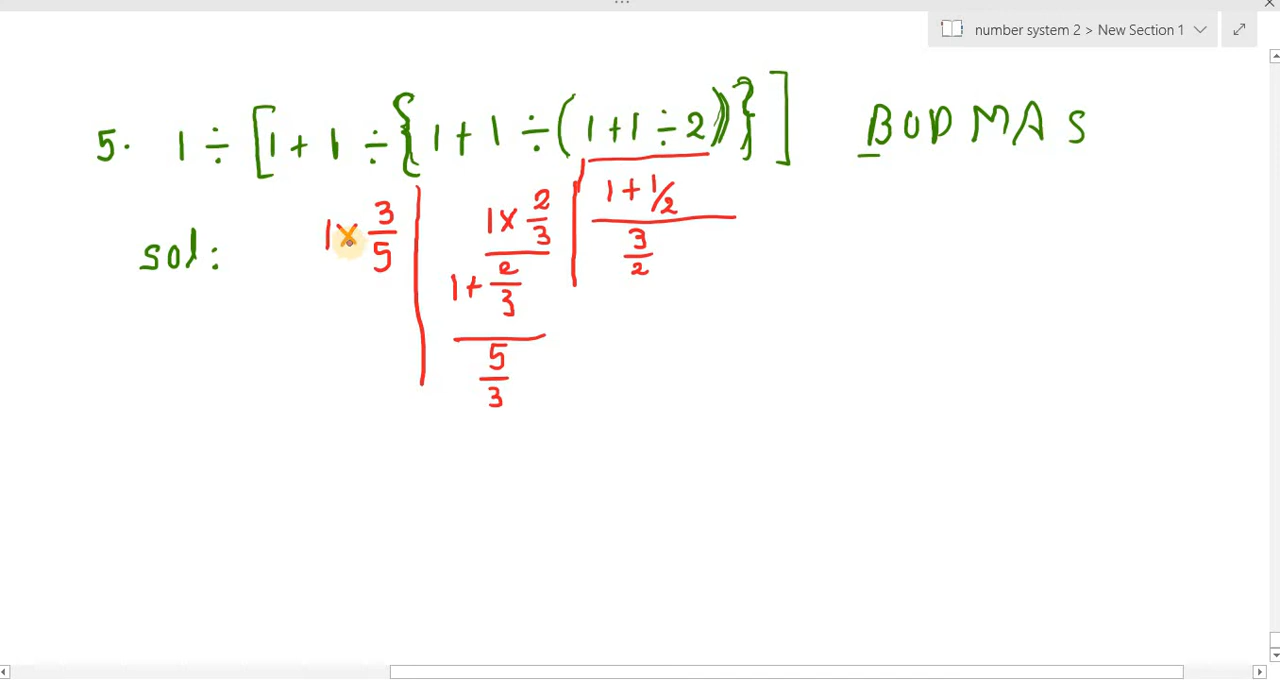 number system 2 > New Section 1
5. 1 ÷ [1 + 1 ÷ {1 + 1 ÷ (1 + 1 ÷ 2)}] BODMAS
sol: 1 × 3/5
1 × 2/3
1 + 2/3
5/3
1 + 1/2
3/2